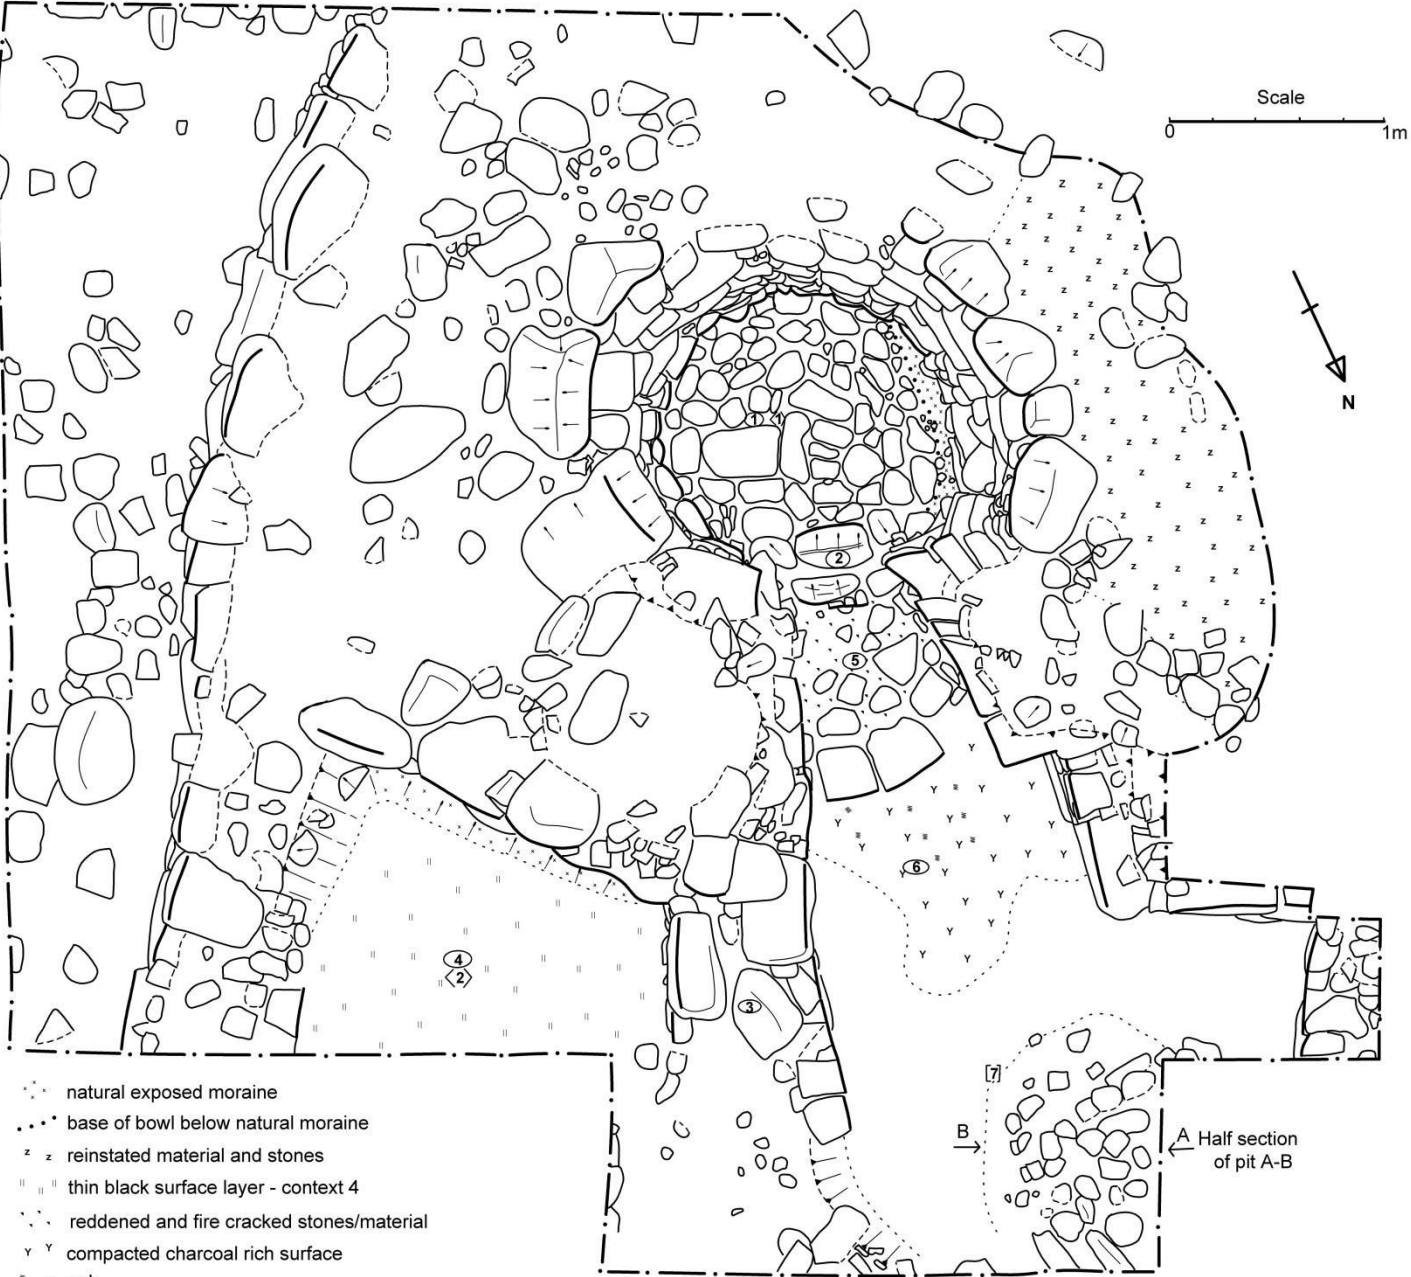 Scale
0 1m
N
1 1
2
5
6
4
2
3
7
B
A Half section
of pit A-B
natural exposed moraine
base of bowl below natural moraine
z z reinstated material and stones
thin black surface layer - context 4
reddened and fire cracked stones/material
Y Y compacted charcoal rich surface